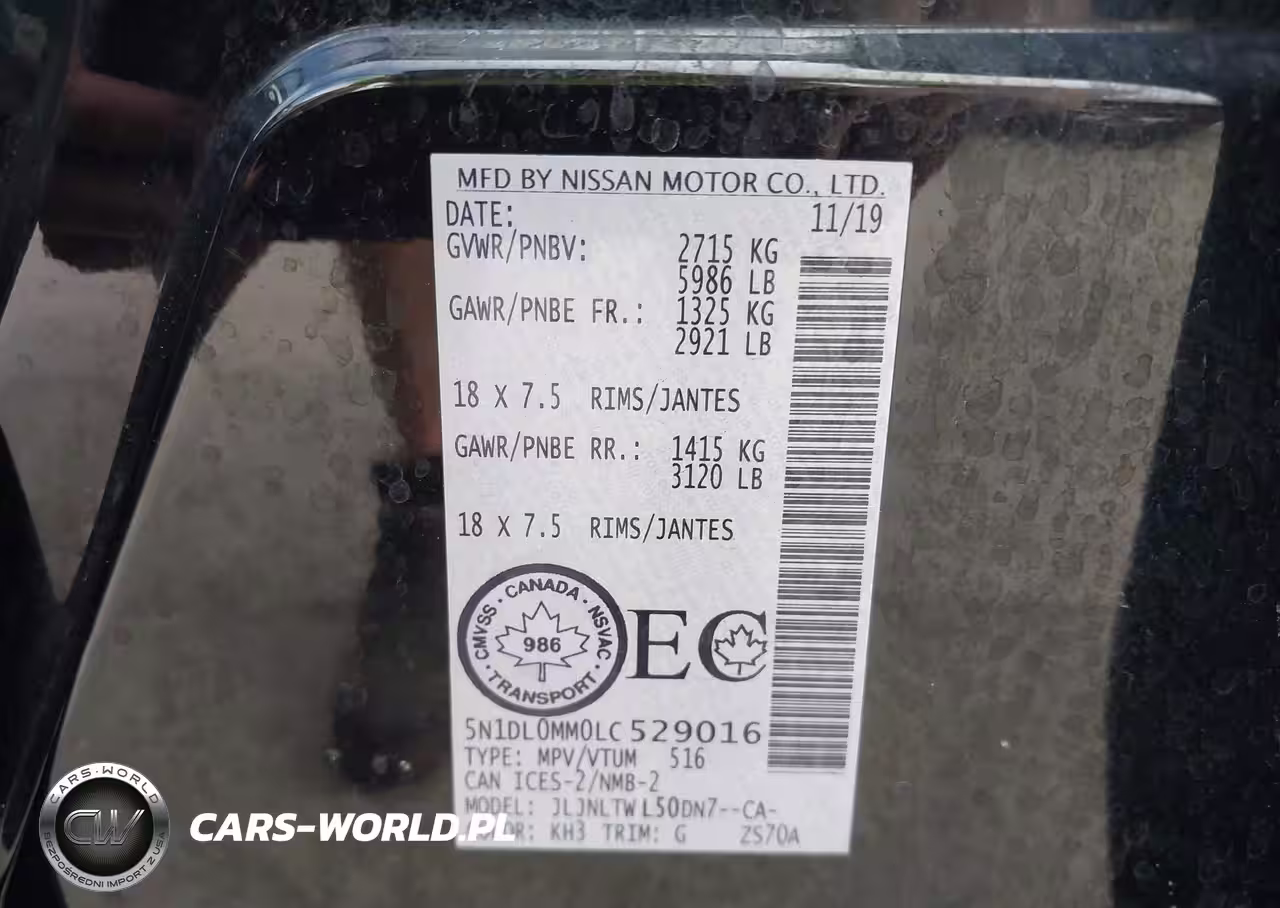 MFD BY NISSAN MOTOR CO., LTD.
DATE: 11/19
GVWR/PNBV: 2715 KG
5986 LB
GAWR/PNBE FR.: 1325 KG
2921 LB
18 X 7.5 RIMS/JANTES
GAWR/PNBE RR.: 1415 KG
3120 LB
18 X 7.5 RIMS/JANTES
CMVSS · CANADA · NSVAC · TRANSPORT ·
986
EC
5N1DL0MM0LC529016
TYPE: MPV/VTUM 516
CAN ICES-2/NMB-2
MODEL: JLJNLTWL50DN7--CA-
KH3 TRIM: G ZS70A
CARS-WORLD
CW
BEZPOŚREDNI IMPORT Z USA
CARS-WORLD.PL